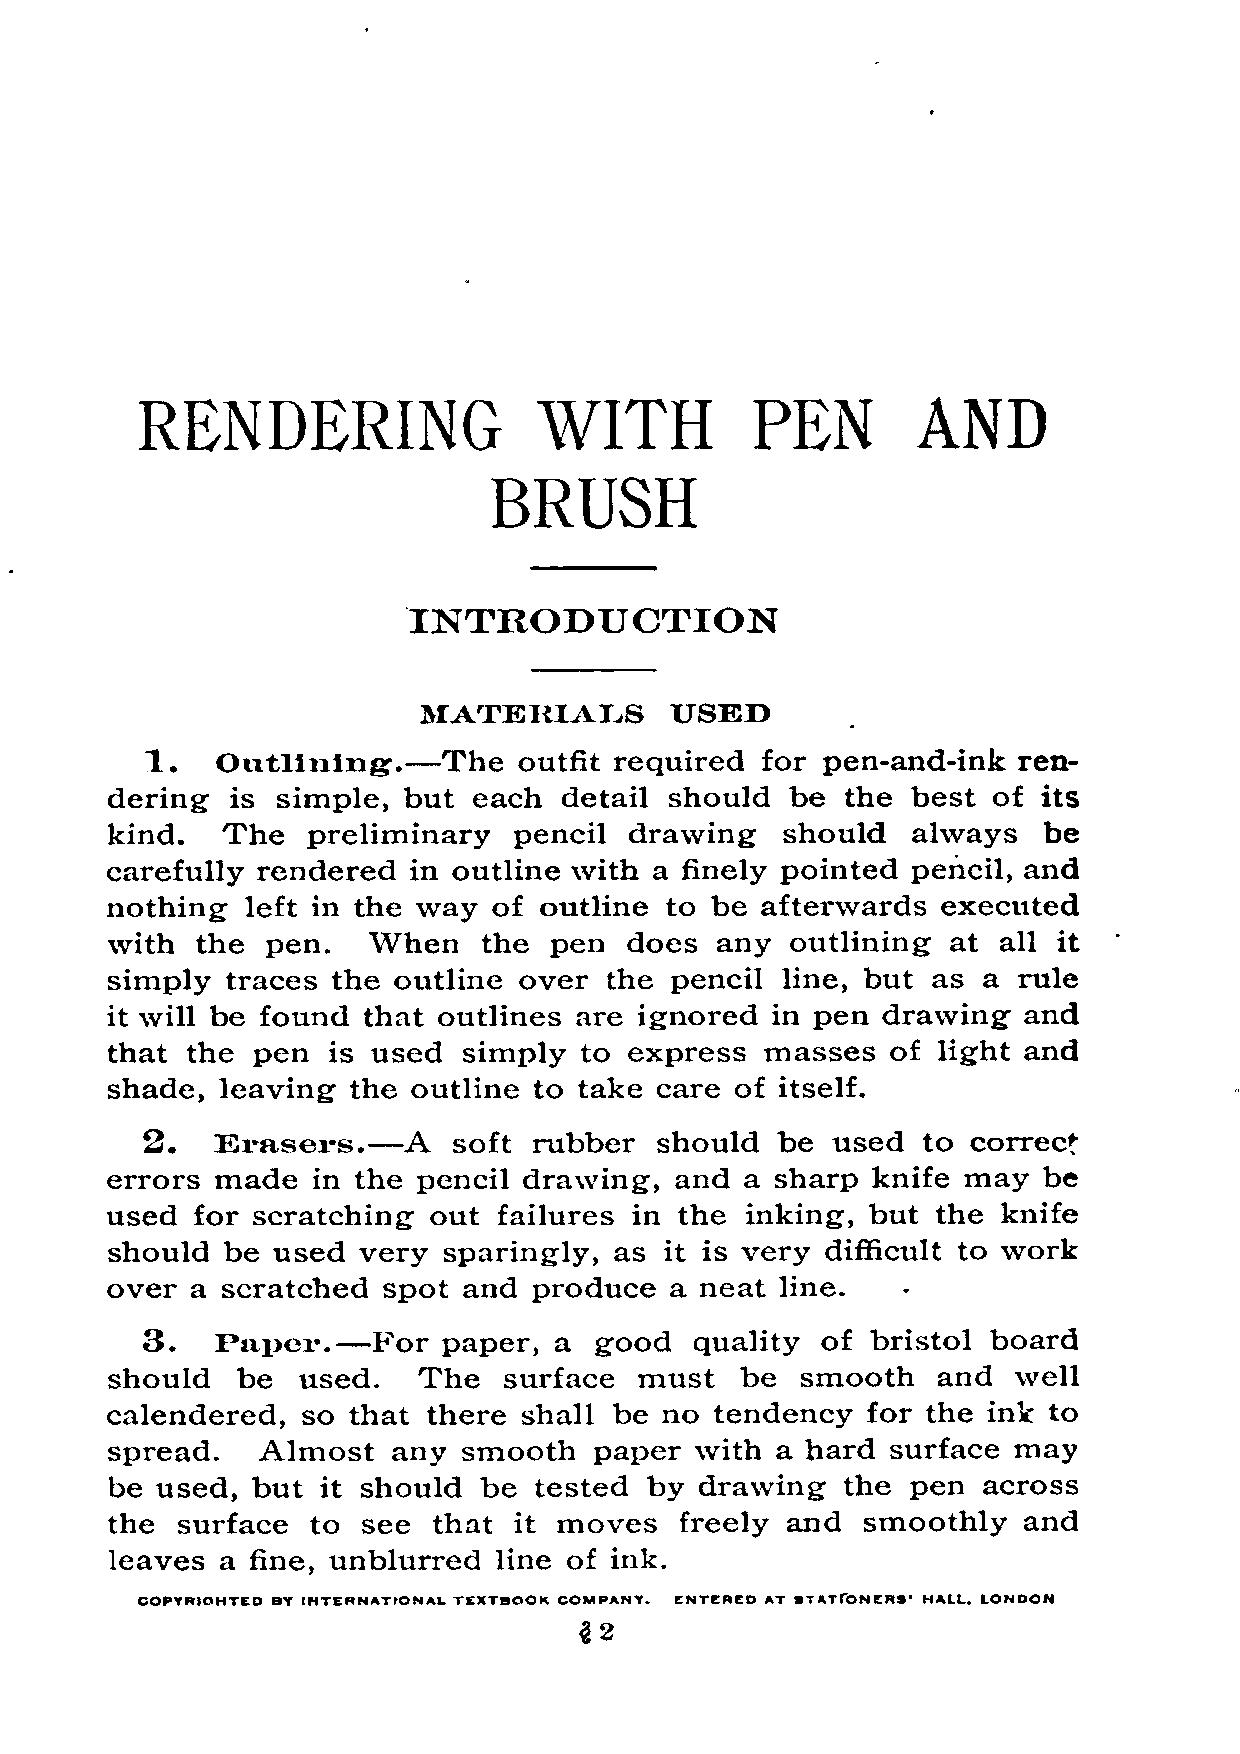 RENDERING WITH PEN AND
BRUSH
INTRODUCTION
MATERIALS USED
1. Outlining.—The outfit required for pen-and-ink ren-
dering is simple, but each detail should be the best of its
kind. The preliminary pencil drawing should always be
carefully rendered in outline with a finely pointed pencil, and
nothing left in the way of outline to be afterwards executed
with the pen. When the pen does any outlining at all it
simply traces the outline over the pencil line, but as a rule
it will be found that outlines are ignored in pen drawing and
that the pen is used simply to express masses of light and
shade, leaving the outline to take care of itself.
2. Erasers.—A soft rubber should be used to correct
errors made in the pencil drawing, and a sharp knife may be
used for scratching out failures in the inking, but the knife
should be used very sparingly, as it is very difficult to work
over a scratched spot and produce a neat line.
3. Paper.—For paper, a good quality of bristol board
should be used. The surface must be smooth and well
calendered, so that there shall be no tendency for the ink to
spread. Almost any smooth paper with a hard surface may
be used, but it should be tested by drawing the pen across
the surface to see that it moves freely and smoothly and
leaves a fine, unblurred line of ink.
COPYRIGHTED BY INTERNATIONAL TEXTBOOK COMPANY. ENTERED AT STATIONERS' HALL, LONDON
§ 2